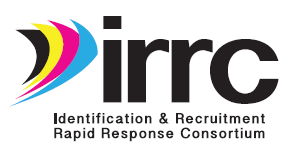 irrc
Identification & Recruitment
Rapid Response Consortium